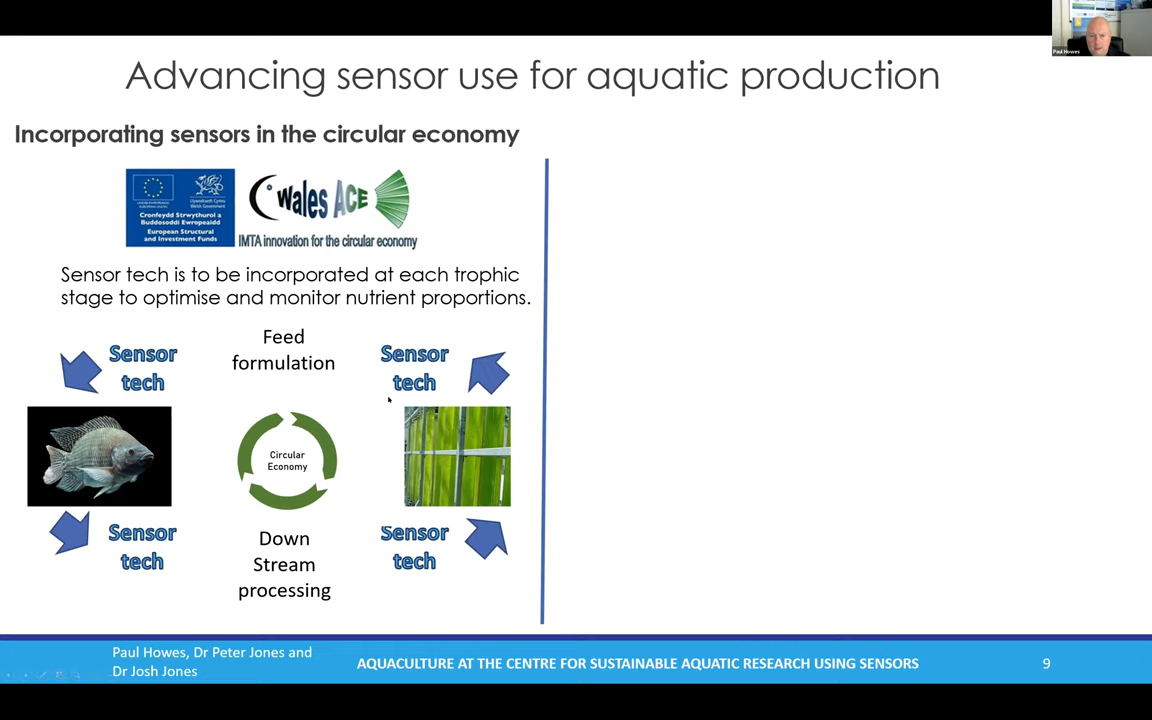 Paul Howes
Advancing sensor use for aquatic production
Incorporating sensors in the circular economy
Cronfeydd Strwythurol a
Buddsoddi Ewropeaidd
European Structural
and Investment Funds
Wales ACE
IMTA innovation for the circular economy
Sensor tech is to be incorporated at each trophic
stage to optimise and monitor nutrient proportions.
Feed
formulation
Sensor
tech
Sensor
tech
Circular
Economy
Sensor
tech
Down
Stream
processing
Sensor
tech
Paul Howes, Dr Peter Jones and
Dr Josh Jones
AQUACULTURE AT THE CENTRE FOR SUSTAINABLE AQUATIC RESEARCH USING SENSORS
9